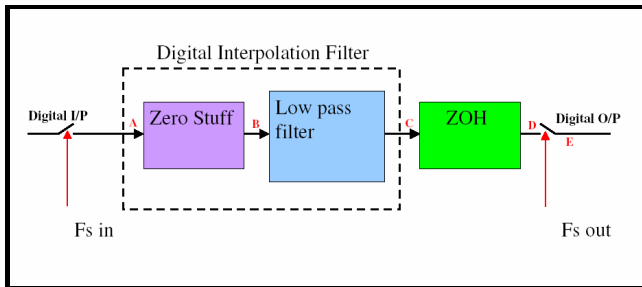 Digital Interpolation Filter
Digital I/P
A
Zero Stuff
B
Low pass
filter
C
ZOH
D
Digital O/P
E
Fs in
Fs out